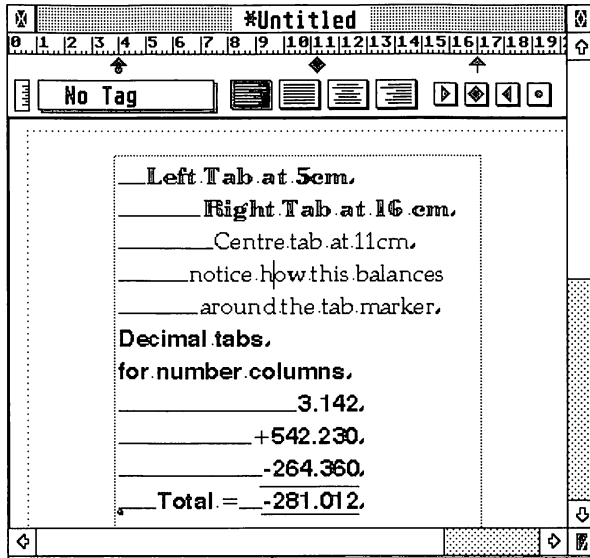 *Untitled
0 1 2 3 4 5 6 7 8 9 10 11 12 13 14 15 16 17 18 19
No Tag
Left Tab at 5cm.
Right Tab at 16 cm.
Centre tab at 11cm.
notice how this balances
around the tab marker.
Decimal tabs.
for number columns.
3.142
+542.230
-264.360
Total = -281.012